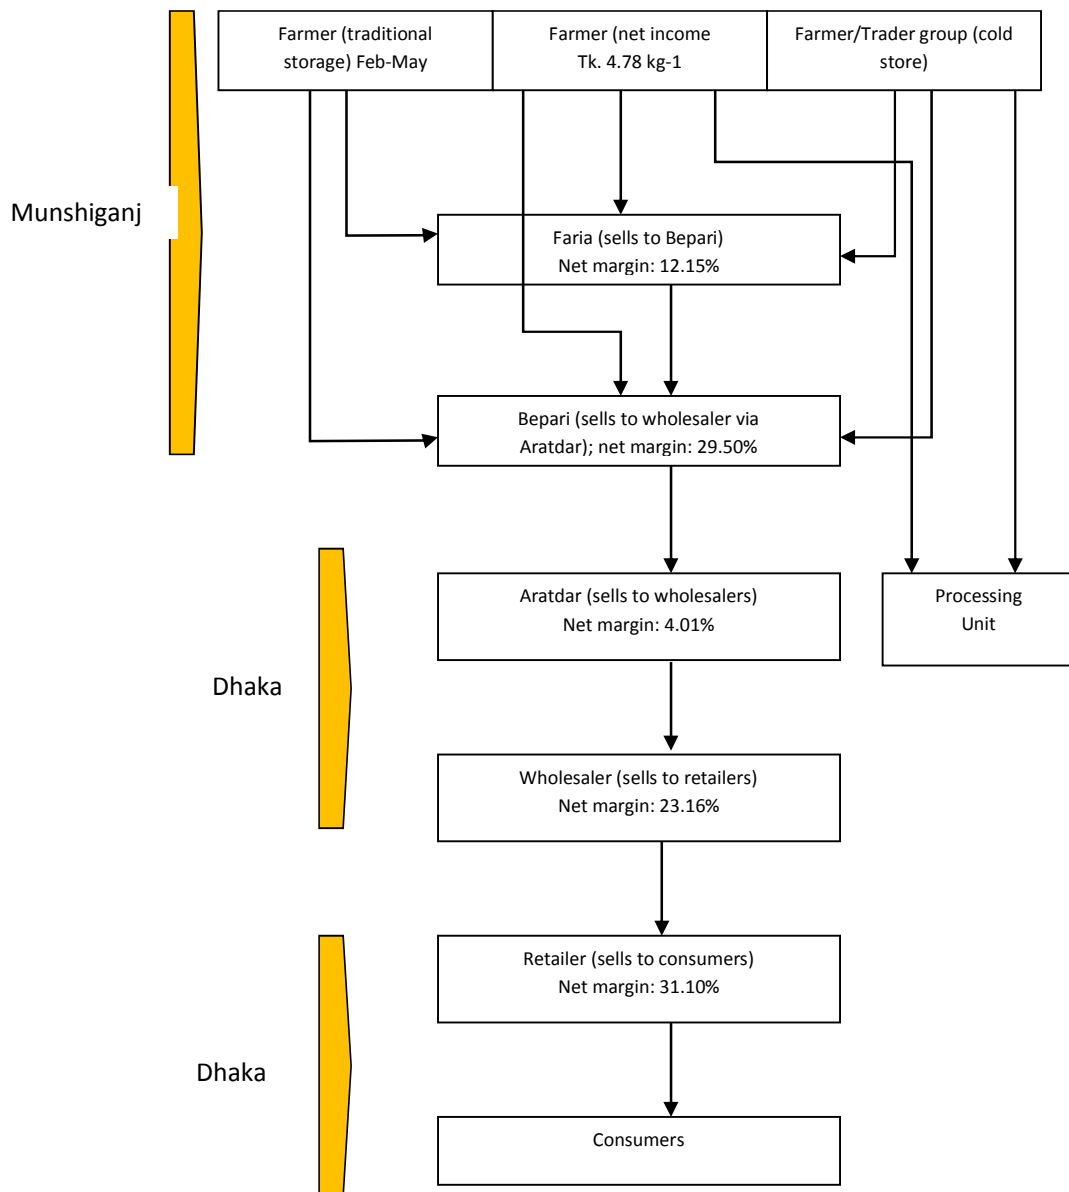 Farmer (traditional
storage) Feb-May
Farmer (net income
Tk. 4.78 kg-1
Farmer/Trader group (cold
store)
Munshiganj
Faria (sells to Bepari)
Net margin: 12.15%
Bepari (sells to wholesaler via
Aratdar); net margin: 29.50%
Aratdar (sells to wholesalers)
Net margin: 4.01%
Processing
Unit
Dhaka
Wholesaler (sells to retailers)
Net margin: 23.16%
Retailer (sells to consumers)
Net margin: 31.10%
Dhaka
Consumers